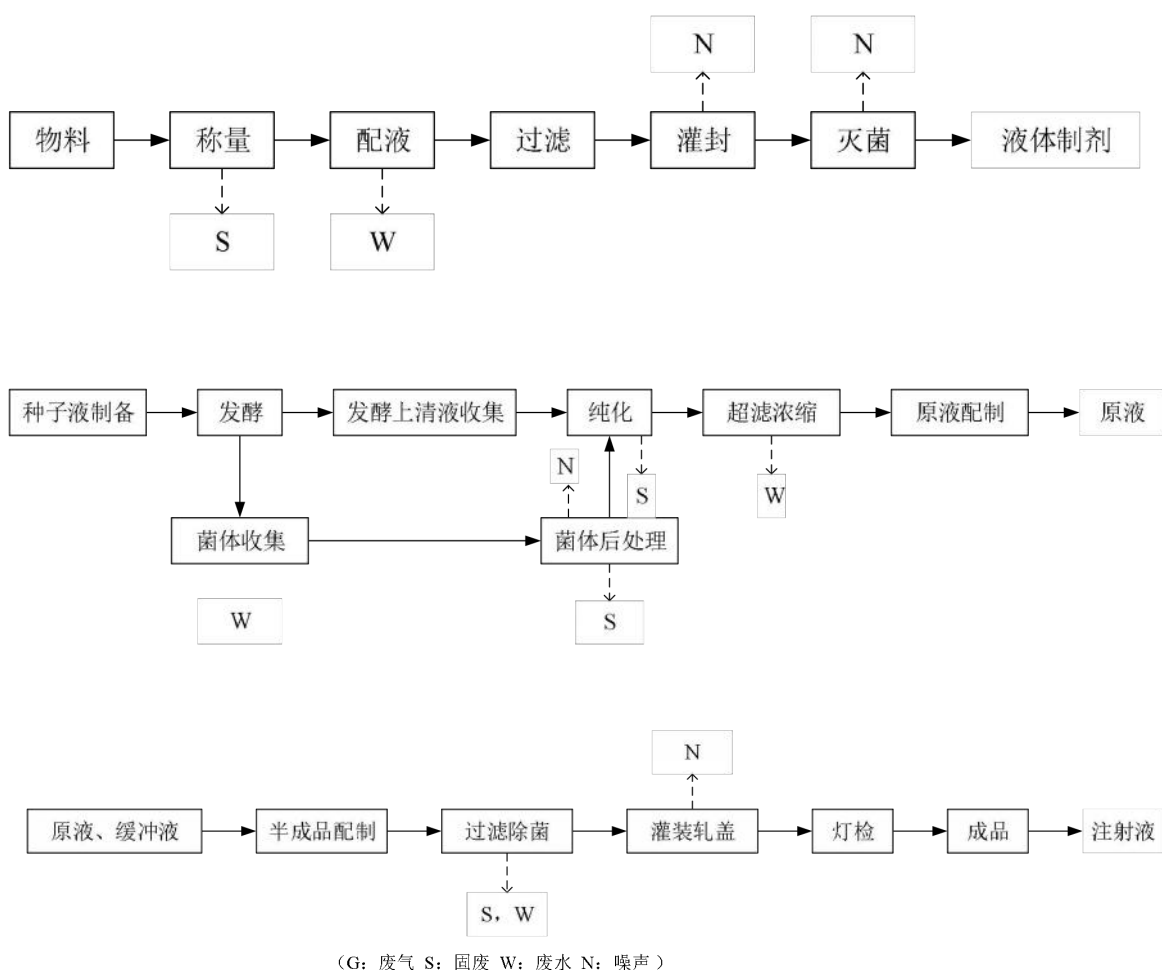 N N
物料 称量 配液 过滤 灌封 灭菌 液体制剂
S W
种子液制备 发酵 发酵上清液收集 纯化 超滤浓缩 原液配制 原液
N S W
菌体收集 菌体后处理
W S
N
原液、缓冲液 半成品配制 过滤除菌 灌装轧盖 灯检 成品 注射液
S，W
（G：废气 S：固废 W：废水 N：噪声）